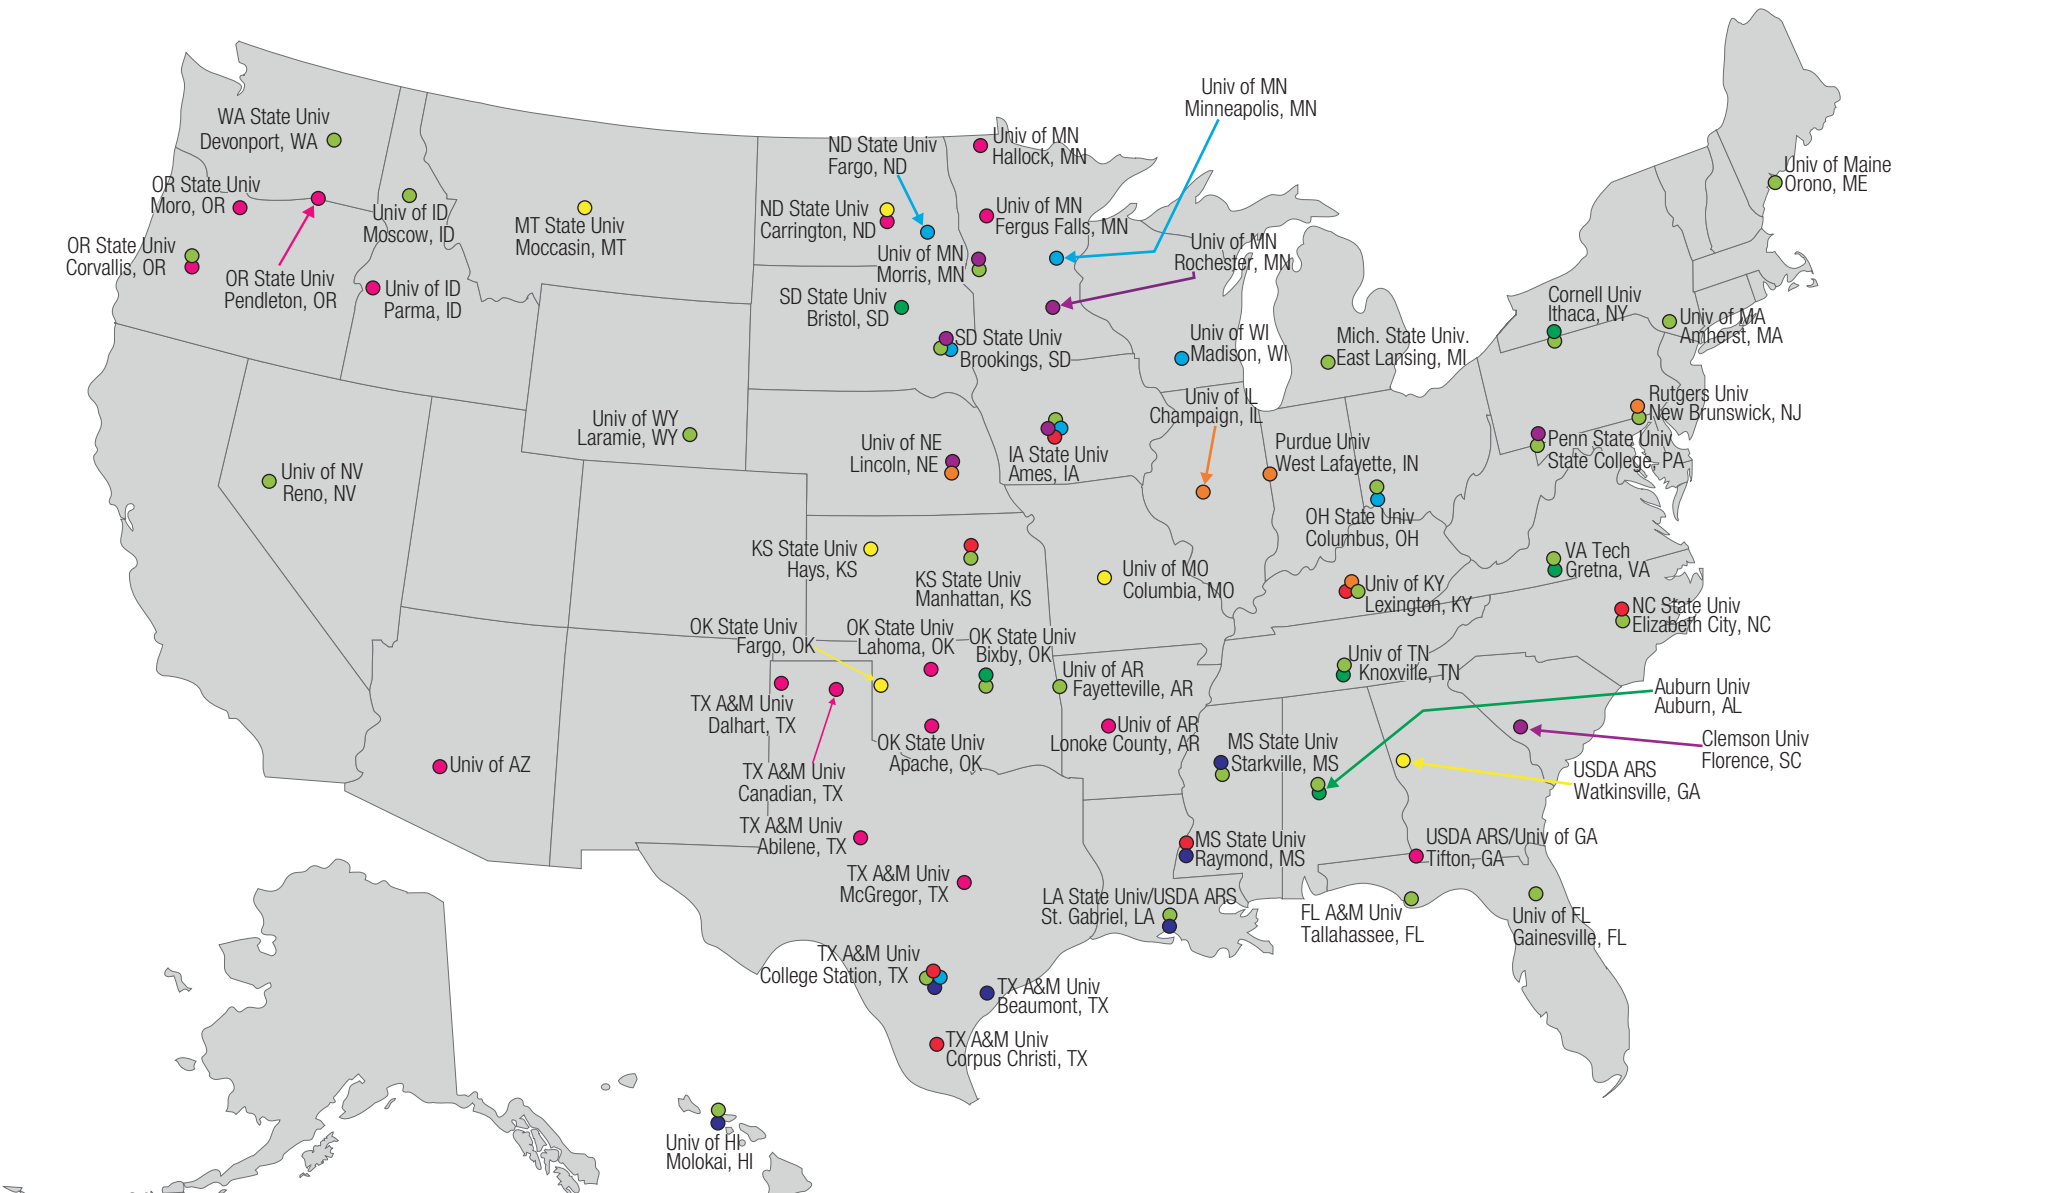 Univ of MN
Minneapolis, MN
WA State Univ
Devonport, WA
ND State Univ
Fargo, ND
Univ of MN
Hallock, MN
Univ of Maine
Orono, ME
OR State Univ
Moro, OR
Univ of ID
Moscow, ID
MT State Univ
Moccasin, MT
ND State Univ
Carrington, ND
Univ of MN
Fergus Falls, MN
OR State Univ
Corvallis, OR
OR State Univ
Pendleton, OR
Univ of ID
Parma, ID
Univ of MN
Morris, MN
Univ of MN
Rochester, MN
SD State Univ
Bristol, SD
SD State Univ
Brookings, SD
Univ of WI
Madison, WI
Mich. State Univ.
East Lansing, MI
Cornell Univ
Ithaca, NY
Univ of MA
Amherst, MA
Univ of WY
Laramie, WY
Univ of IL
Champaign, IL
Rutgers Univ
New Brunswick, NJ
Univ of NE
Lincoln, NE
IA State Univ
Ames, IA
Purdue Univ
West Lafayette, IN
Penn State Univ
State College, PA
Univ of NV
Reno, NV
OH State Univ
Columbus, OH
KS State Univ
Hays, KS
KS State Univ
Manhattan, KS
Univ of MO
Columbia, MO
Univ of KY
Lexington, KY
VA Tech
Gretna, VA
NC State Univ
Elizabeth City, NC
OK State Univ
Fargo, OK
OK State Univ
Lahoma, OK
OK State Univ
Bixby, OK
Univ of AR
Fayetteville, AR
Univ of TN
Knoxville, TN
Auburn Univ
Auburn, AL
TX A&M Univ
Dalhart, TX
OK State Univ
Apache, OK
Univ of AR
Lonoke County, AR
MS State Univ
Starkville, MS
Clemson Univ
Florence, SC
Univ of AZ
TX A&M Univ
Canadian, TX
USDA ARS
Watkinsville, GA
TX A&M Univ
Abilene, TX
MS State Univ
Raymond, MS
USDA ARS/Univ of GA
Tifton, GA
TX A&M Univ
McGregor, TX
LA State Univ/USDA ARS
St. Gabriel, LA
FL A&M Univ
Tallahassee, FL
Univ of FL
Gainesville, FL
TX A&M Univ
College Station, TX
TX A&M Univ
Beaumont, TX
TX A&M Univ
Corpus Christi, TX
Univ of HI
Molokai, HI